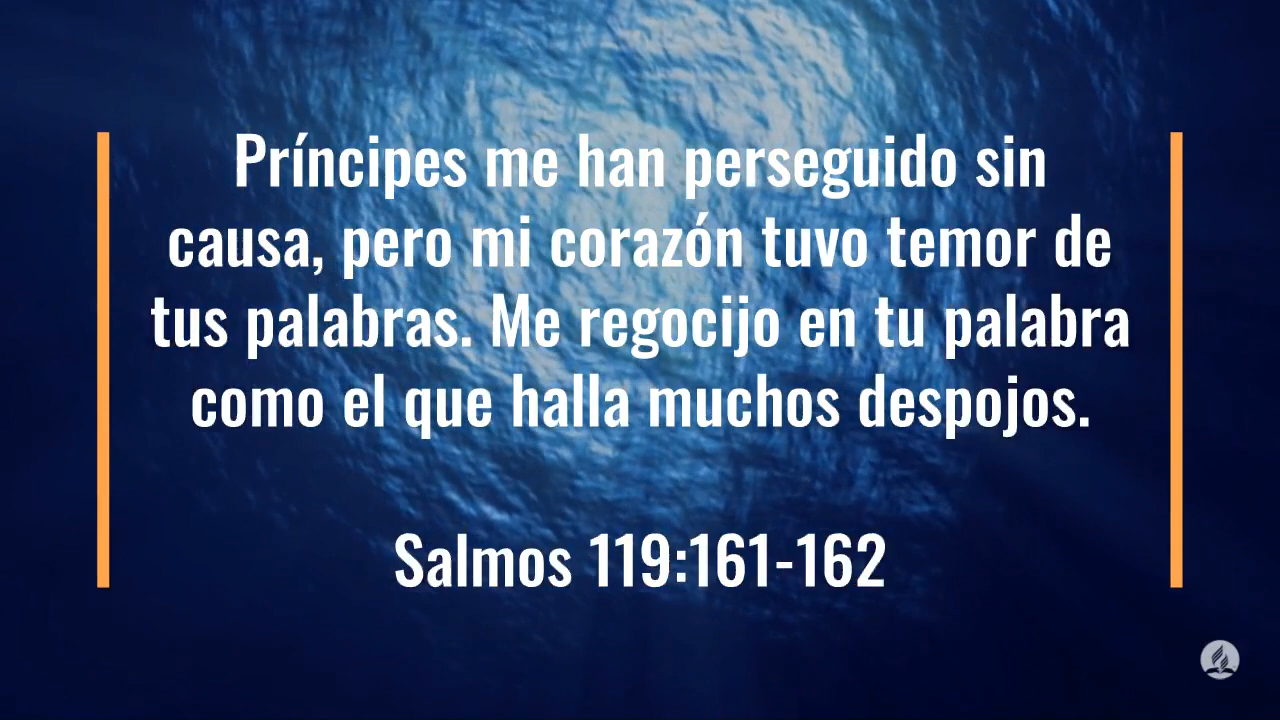 Príncipes me han perseguido sin
causa, pero mi corazón tuvo temor de
tus palabras. Me regocijo en tu palabra
como el que halla muchos despojos.
Salmos 119:161-162